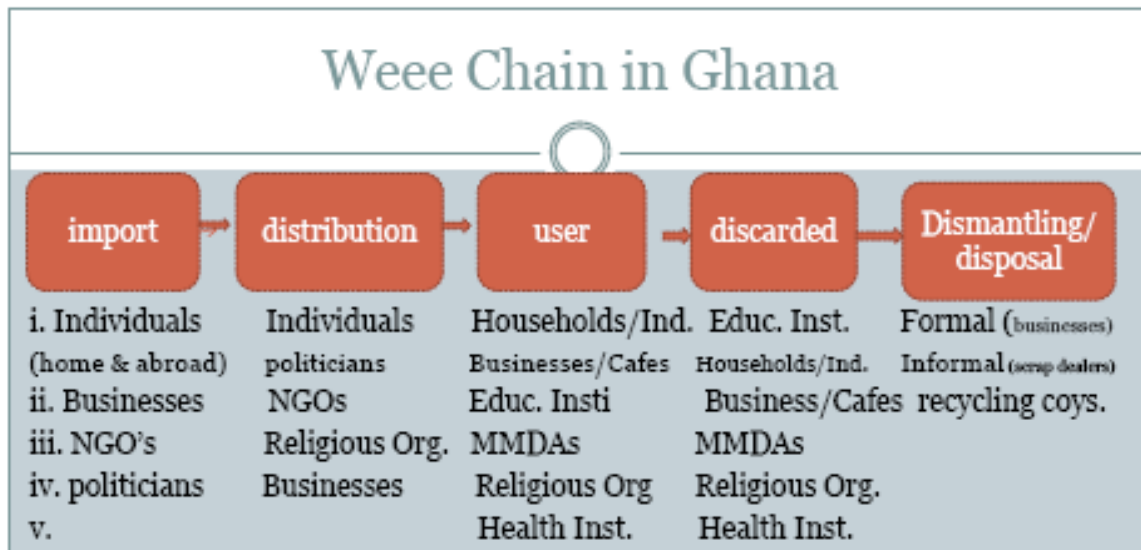 Weee Chain in Ghana
import
distribution
user
discarded
Dismantling/
disposal
i. Individuals
(home & abroad)
ii. Businesses
iii. NGO’s
iv. politicians
v.
Individuals
politicians
NGOs
Religious Org.
Businesses
Households/Ind.
Businesses/Cafes
Educ. Insti
MMDAs
Religious Org
Health Inst.
Educ. Inst.
Households/Ind.
Business/Cafes
MMDAs
Religious Org.
Health Inst.
Formal (businesses)
Informal (scrap dealers)
recycling coys.